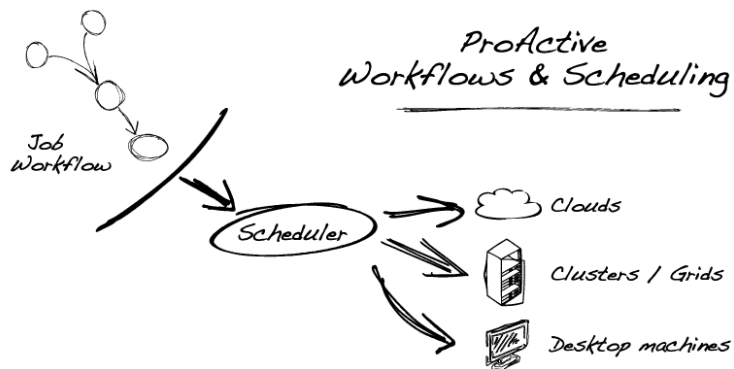 ProActive
Workflows & Scheduling
Job
Workflow
Scheduler
Clouds
Clusters / Grids
Desktop machines